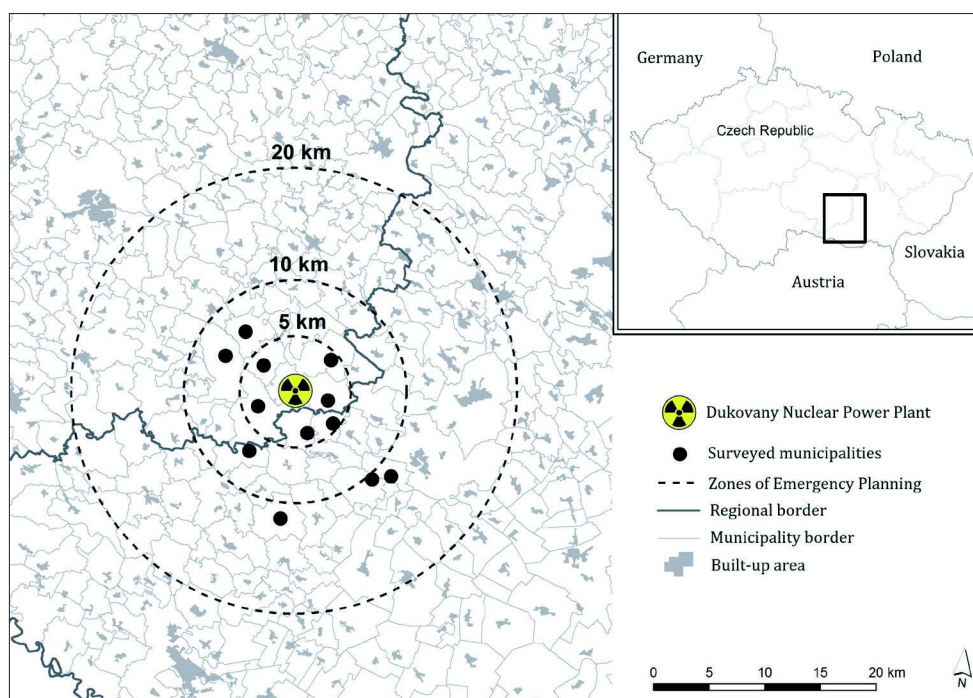 20 km
10 km
5 km
Germany
Poland
Czech Republic
Slovakia
Austria
Dukovany Nuclear Power Plant
Surveyed municipalities
Zones of Emergency Planning
Regional border
Municipality border
Built-up area
0 5 10 15 20 km
N